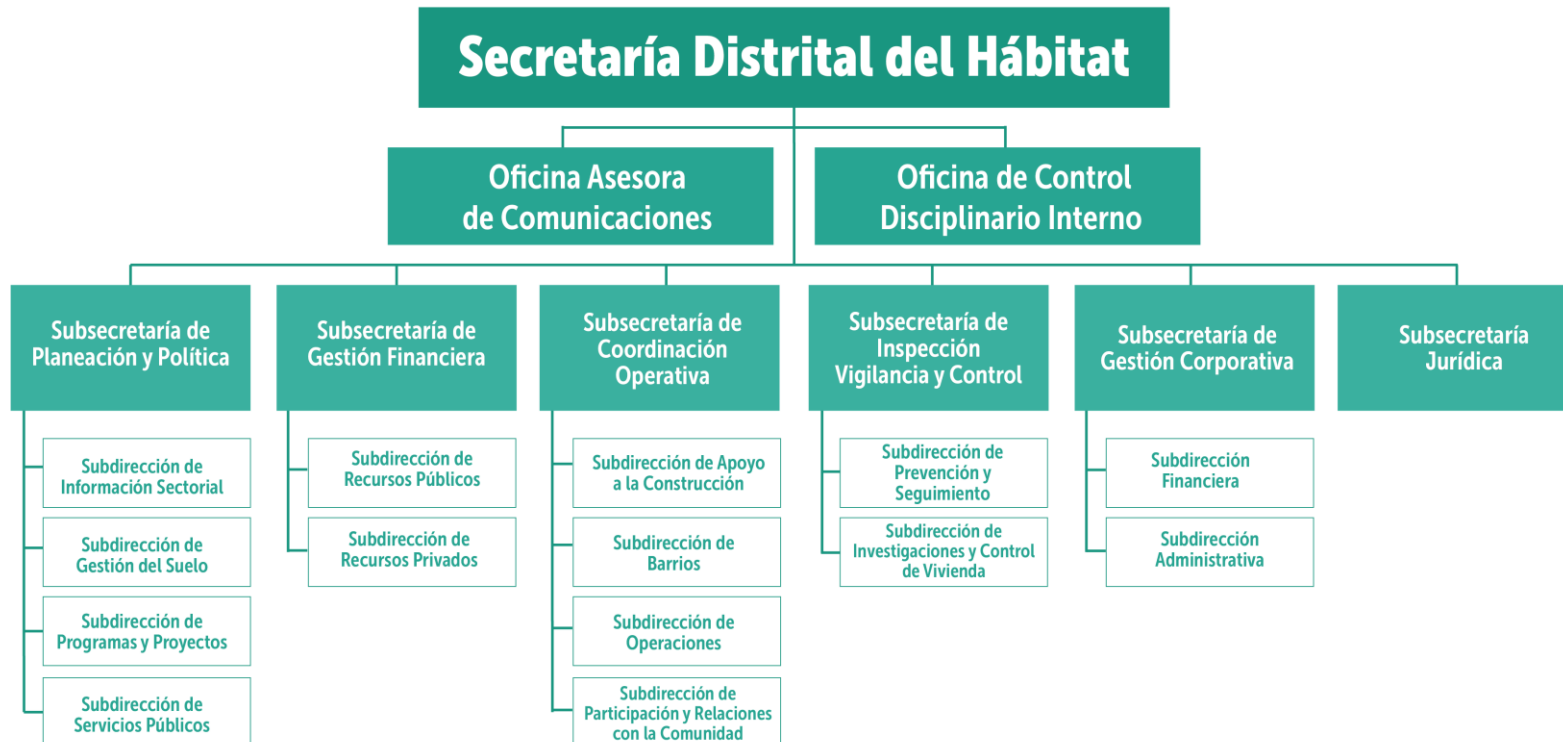 Secretaría Distrital del Hábitat
Oficina Asesora
de Comunicaciones
Oficina de Control
Disciplinario Interno
Subsecretaría de
Planeación y Política
Subsecretaría de
Gestión Financiera
Subsecretaría de
Coordinación
Operativa
Subsecretaría de
Inspección
Vigilancia y Control
Subsecretaría de
Gestión Corporativa
Subsecretaría
Jurídica
Subdirección de
Información Sectorial
Subdirección de
Gestión del Suelo
Subdirección de
Programas y Proyectos
Subdirección de
Servicios Públicos
Subdirección de
Recursos Públicos
Subdirección de
Recursos Privados
Subdirección de Apoyo
a la Construcción
Subdirección de
Barrios
Subdirección de
Operaciones
Subdirección de
Participación y Relaciones
con la Comunidad
Subdirección de
Prevención y
Seguimiento
Subdirección de
Investigaciones y Control
de Vivienda
Subdirección
Financiera
Subdirección
Administrativa